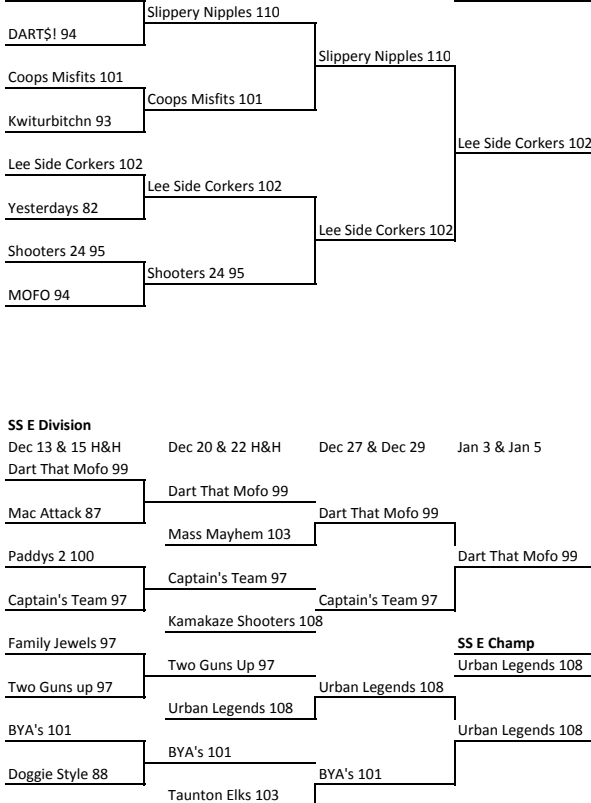 Slippery Nipples 110
DART$! 94
Slippery Nipples 110
Coops Misfits 101
Coops Misfits 101
Kwiturbitchn 93
Lee Side Corkers 102
Lee Side Corkers 102
Lee Side Corkers 102
Yesterdays 82
Lee Side Corkers 102
Shooters 24 95
Shooters 24 95
MOFO 94
SS E Division
Dec 13 & 15 H&H Dec 20 & 22 H&H Dec 27 & Dec 29 Jan 3 & Jan 5
Dart That Mofo 99
Dart That Mofo 99
Mac Attack 87 Dart That Mofo 99
Mass Mayhem 103
Paddys 2 100 Dart That Mofo 99
Captain's Team 97
Captain's Team 97 Captain's Team 97
Kamakaze Shooters 108
Family Jewels 97 SS E Champ
Two Guns Up 97 Urban Legends 108
Two Guns up 97 Urban Legends 108
Urban Legends 108
BYA's 101 Urban Legends 108
BYA's 101
Doggie Style 88 BYA's 101
Taunton Elks 103